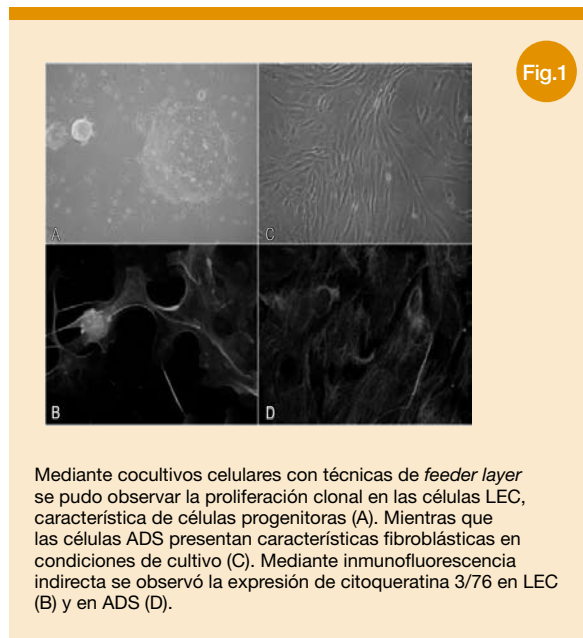 Fig.1
A
C
B
D
Mediante cocultivos celulares con técnicas de feeder layer
se pudo observar la proliferación clonal en las células LEC,
característica de células progenitoras (A). Mientras que
las células ADS presentan características fibroblásticas en
condiciones de cultivo (C). Mediante inmunofluorescencia
indirecta se observó la expresión de citoqueratina 3/76 en LEC
(B) y en ADS (D).